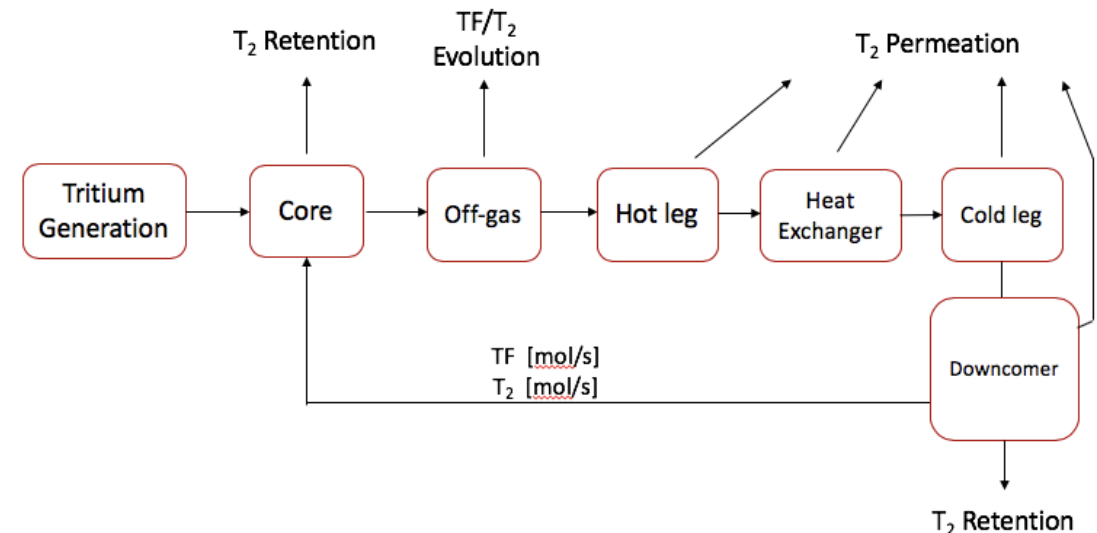 T₂ Retention
TF/T₂
Evolution
T₂ Permeation
Tritium
Generation
Core
Off-gas
Hot leg
Heat
Exchanger
Cold leg
Downcomer
TF [mol/s]
T₂ [mol/s]
T₂ Retention